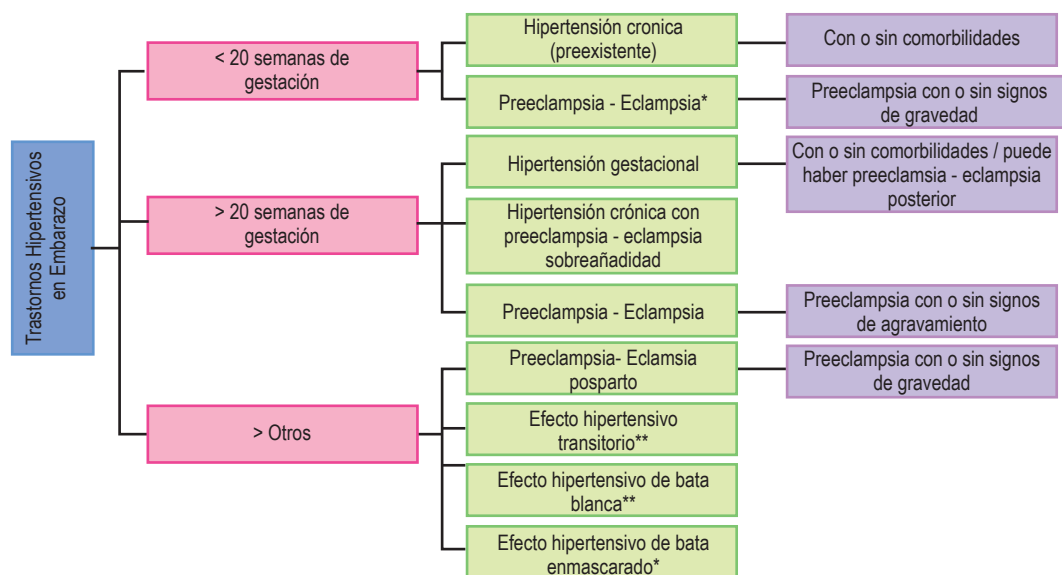 Trastornos Hipertensivos
en Embarazo
< 20 semanas de
gestación
Hipertensión cronica
(preexistente)
Con o sin comorbilidades
Preeclampsia - Eclampsia*
Preeclampsia con o sin signos
de gravedad
> 20 semanas de
gestación
Hipertensión gestacional
Con o sin comorbilidades / puede
haber preeclamsia - eclampsia
posterior
Hipertensión crónica con
preeclampsia - eclampsia
sobreañadidad
Preeclampsia - Eclampsia
Preeclampsia con o sin signos
de agravamiento
> Otros
Preeclampsia- Eclamsia
posparto
Preeclampsia con o sin signos
de gravedad
Efecto hipertensivo
transitorio**
Efecto hipertensivo de bata
blanca**
Efecto hipertensivo de bata
enmascarado*